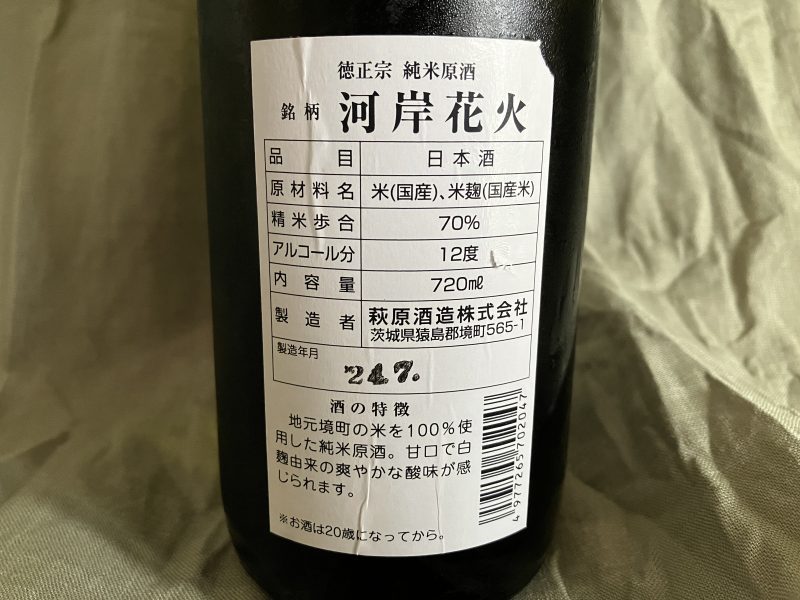 徳正宗 純米原酒
銘柄 河岸花火
品目 日本酒
原材料名 米(国産)、米麹(国産米)
精米歩合 70%
アルコール分 12度
内容量 720㎖
製造者 萩原酒造株式会社
茨城県猿島郡境町565-1
製造年月
24.7.
酒の特徴
地元境町の米を100%使
用した純米原酒。甘口で白
麹由来の爽やかな酸味が感
じられます。
※お酒は20歳になってから。
4977265702047